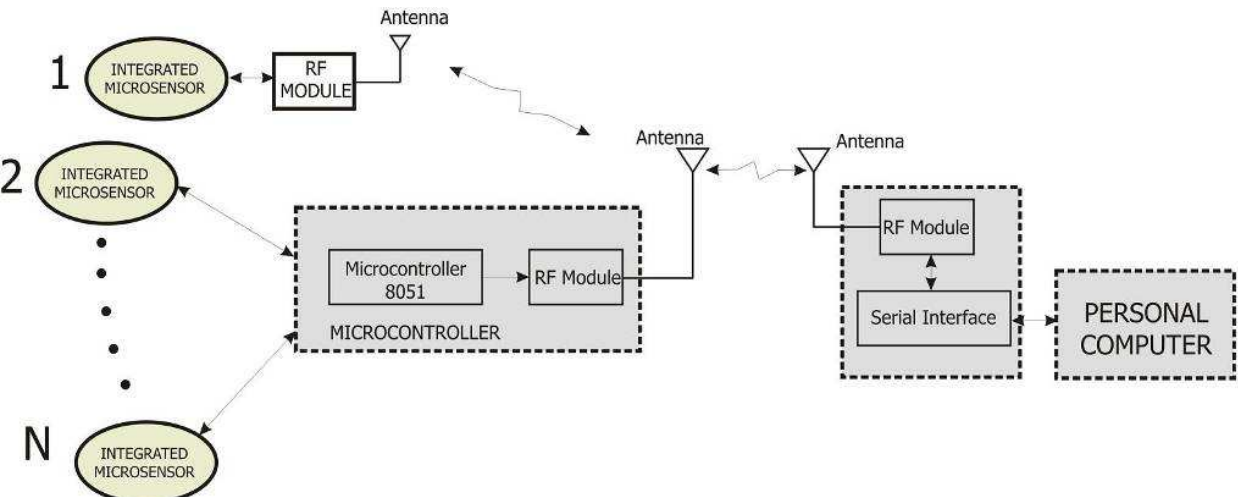 Antenna
1
INTEGRATED
MICROSENSOR
RF
MODULE
2
INTEGRATED
MICROSENSOR
Antenna
Antenna
Microcontroller
8051
RF Module
MICROCONTROLLER
RF Module
Serial Interface
PERSONAL
COMPUTER
N
INTEGRATED
MICROSENSOR